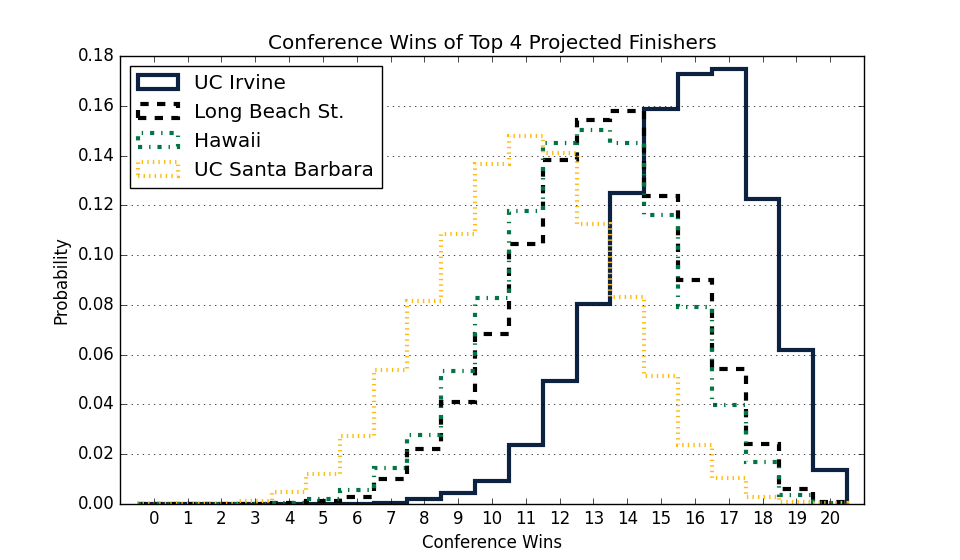 Conference Wins of Top 4 Projected Finishers
UC Irvine
Long Beach St.
Hawaii
UC Santa Barbara
0.18
0.16
0.14
0.12
0.10
0.08
0.06
0.04
0.02
0.00
Probability
0 1 2 3 4 5 6 7 8 9 10 11 12 13 14 15 16 17 18 19 20
Conference Wins